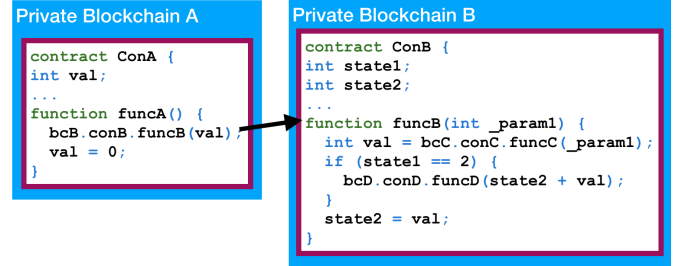 Private Blockchain A
contract ConA {
int val;
...
function funcA() {
bcB.conB.funcB(val);
val = 0;
}
Private Blockchain B
contract ConB {
int state1;
int state2;
...
function funcB(int _param1) {
int val = bcC.conC.funcC(_param1);
if (state1 == 2) {
bcD.conD.funcD(state2 + val);
}
state2 = val;
}